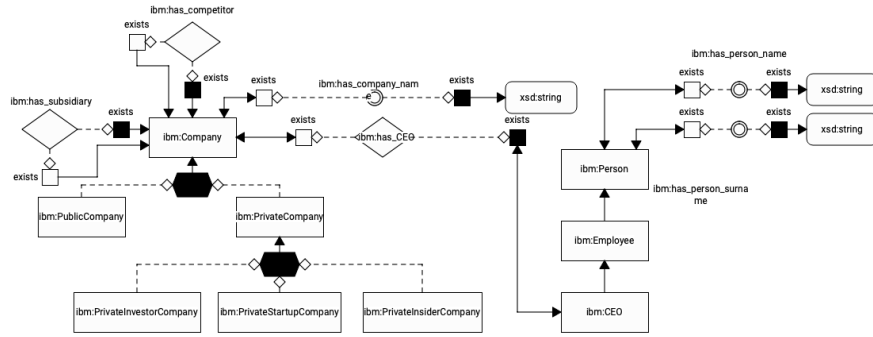 ibm:has_competitor
exists
exists
ibm:has_subsidiary
exists
exists
ibm:Company
exists
ibm:has_company_nam
e
exists
xsd:string
exists
ibm:has_CEO
exists
ibm:has_person_name
exists
exists
xsd:string
exists
exists
xsd:string
ibm:Person
ibm:has_person_surna
me
ibm:PublicCompany
ibm:PrivateCompany
ibm:Employee
ibm:PrivateInvestorCompany
ibm:PrivateStartupCompany
ibm:PrivateInsiderCompany
ibm:CEO